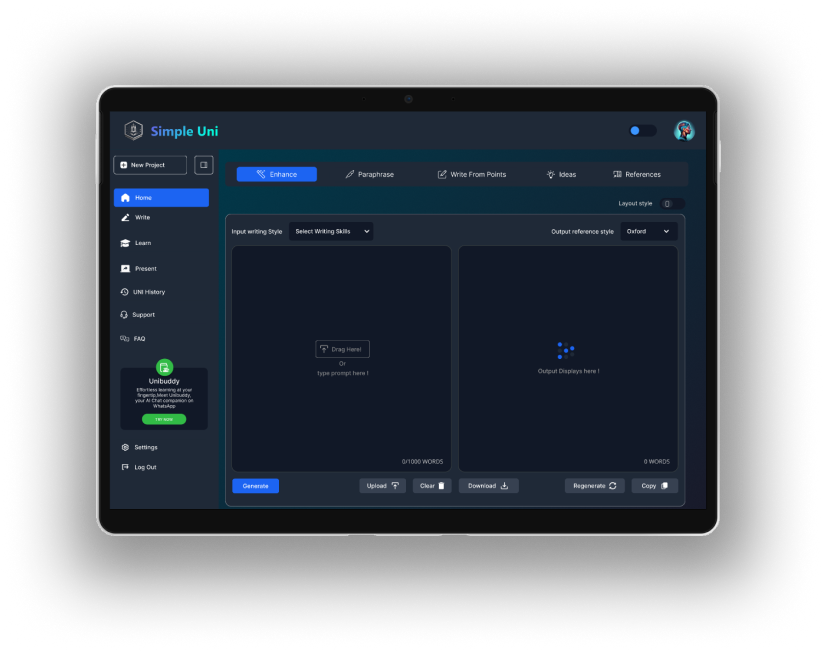 Simple Uni
New Project
Home
Write
Learn
Present
UNI History
Support
FAQ
Unibuddy
Effortless learning at your
fingertip,Meet Unibuddy,
your AI Chat companion on
WhatsApp
TRY NOW
Settings
Log Out
Enhance
Paraphrase
Write From Points
Ideas
References
Layout style
Input writing Style
Select Writing Skills
Output reference style
Oxford
Drag Here!
Or
type prompt here !
0/1000 WORDS
Output Displays here !
0 WORDS
Generate
Upload
Clear
Download
Regenerate
Copy